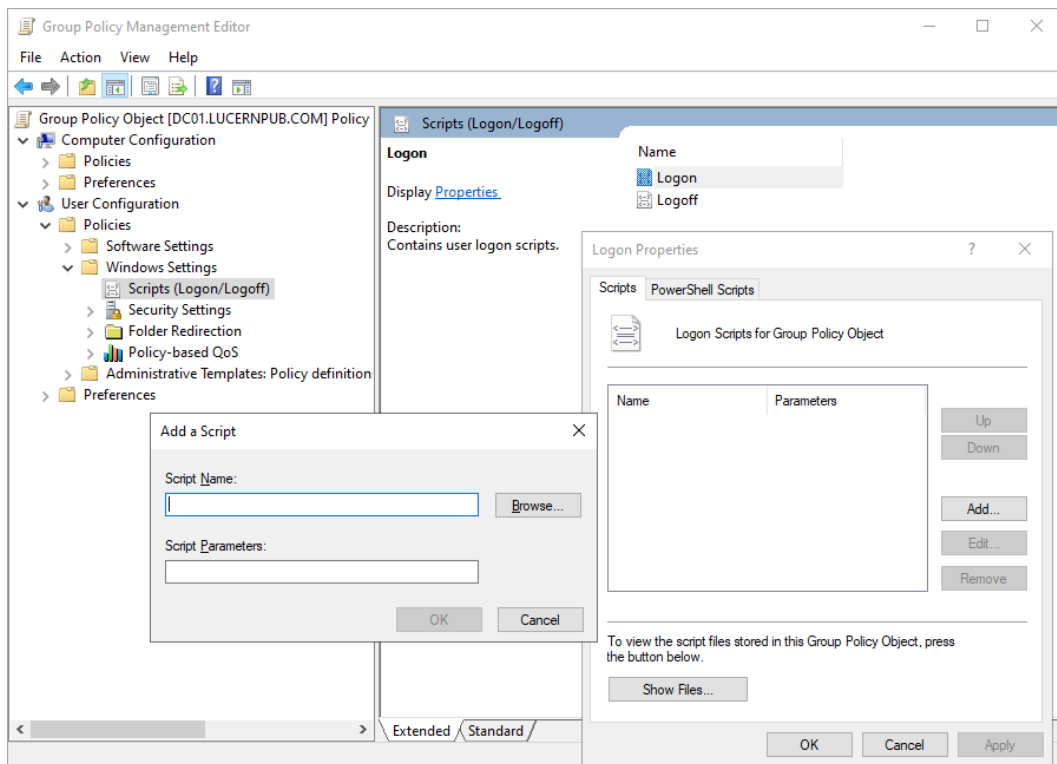 Group Policy Management Editor
File Action View Help
Group Policy Object [DC01.LUCERNPUB.COM] Policy
Computer Configuration
Policies
Preferences
User Configuration
Policies
Software Settings
Windows Settings
Scripts (Logon/Logoff)
Security Settings
Folder Redirection
Policy-based QoS
Administrative Templates: Policy definition
Preferences
Scripts (Logon/Logoff)
Logon
Display Properties
Description:
Contains user logon scripts.
Name
Logon
Logoff
Extended Standard
Add a Script
Script Name:
Browse...
Script Parameters:
OK Cancel
Logon Properties
?
Scripts PowerShell Scripts
Logon Scripts for Group Policy Object
Name Parameters
Up
Down
Add...
Edit...
Remove
To view the script files stored in this Group Policy Object, press
the button below.
Show Files...
OK Cancel Apply